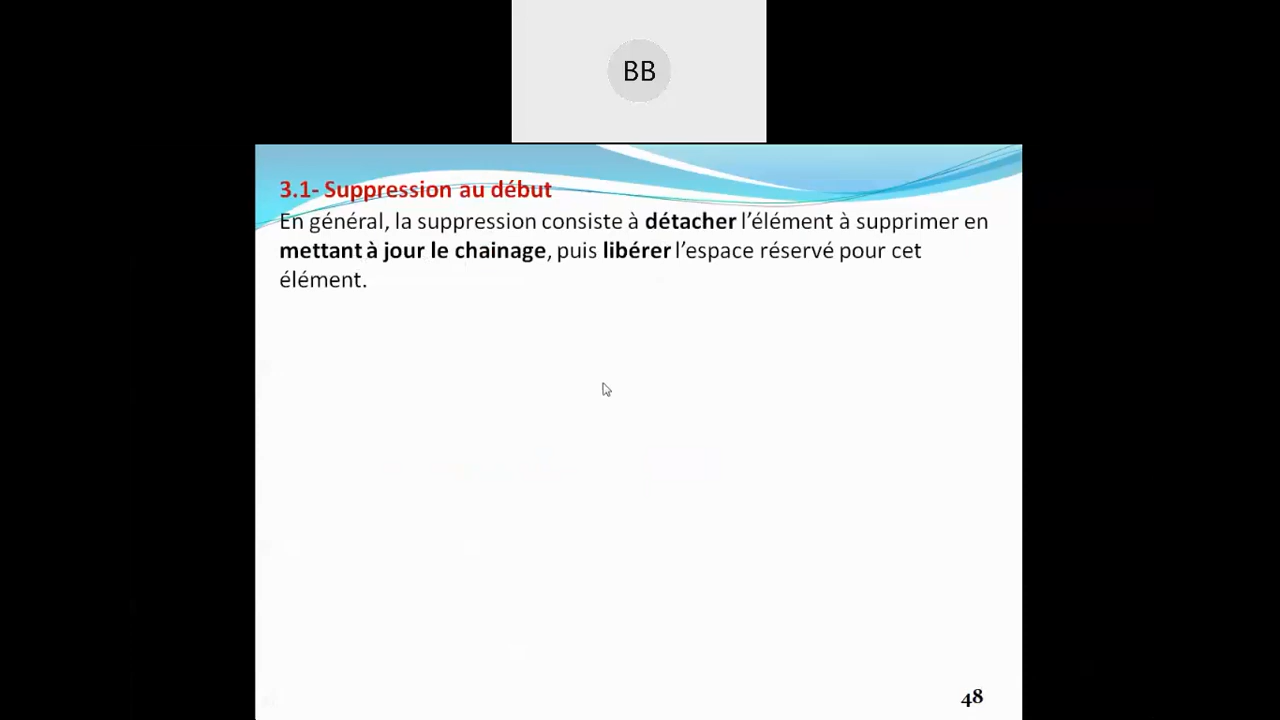 BB
3.1- Suppression au début
En général, la suppression consiste à détacher l’élément à supprimer en
mettant à jour le chainage, puis libérer l’espace réservé pour cet
élément.
48